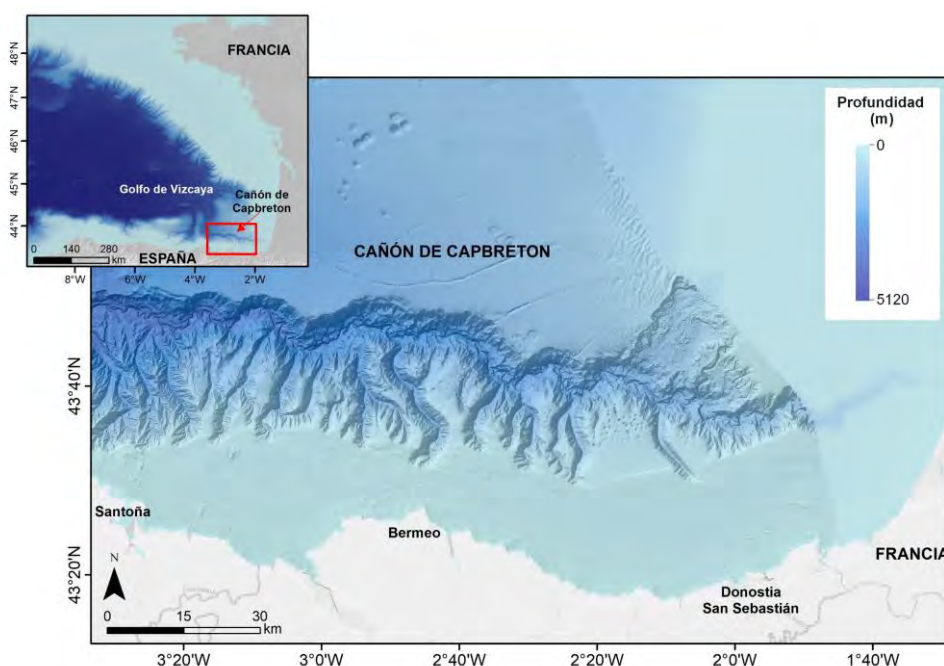 FRANCIA
48°N
47°N
46°N
45°N
44°N
Golfo de Vizcaya
Cañón de
Capbreton
0 140 280
km
ESPAÑA
8°W 6°W 4°W 2°W
Profundidad
(m)
0
5120
CAÑÓN DE CAPBRETON
43°40'N
43°20'N
Santoña
Bermeo
FRANCIA
Donostia
San Sebastián
N
0 15 30
km
3°20'W 3°0'W 2°40'W 2°20'W 2°0'W 1°40'W